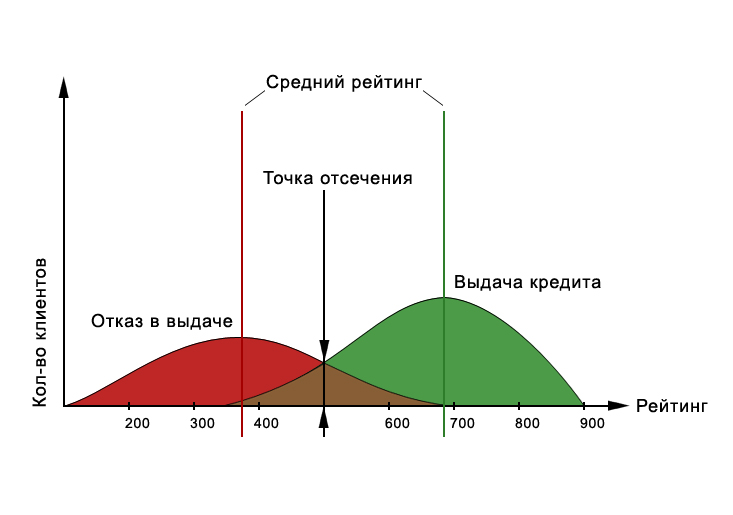 Средний рейтинг
Точка отсечения
Выдача кредита
Отказ в выдаче
Кол-во клиентов
Рейтинг
200 300 400 600 700 800 900